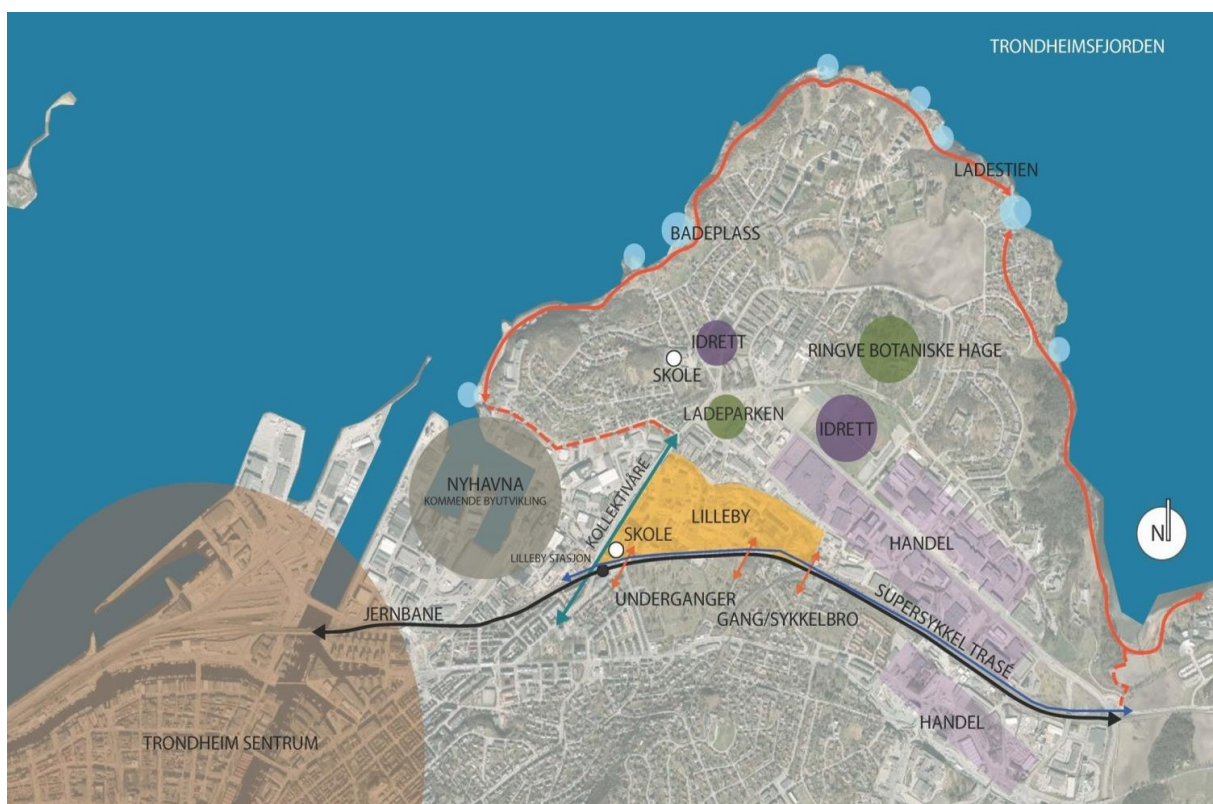 TRONDHEIMSFJORDEN
LADESTIEN
BADEPLASS
IDRETT
SKOLE
RINGVE BOTANISKE HAGE
LADEPARKEN
IDRETT
NYHAVNA
KOMMENDE BYUTVIKLING
KOLLEKTIVÅRE
LILLEBY
SKOLE
LILLEBY STASJON
HANDEL
N
UNDERGANGER
JERNBANE
GANG/SYKKELBRO
SUPERSYKKEL TRASÉ
HANDEL
TRONDHEIM SENTRUM